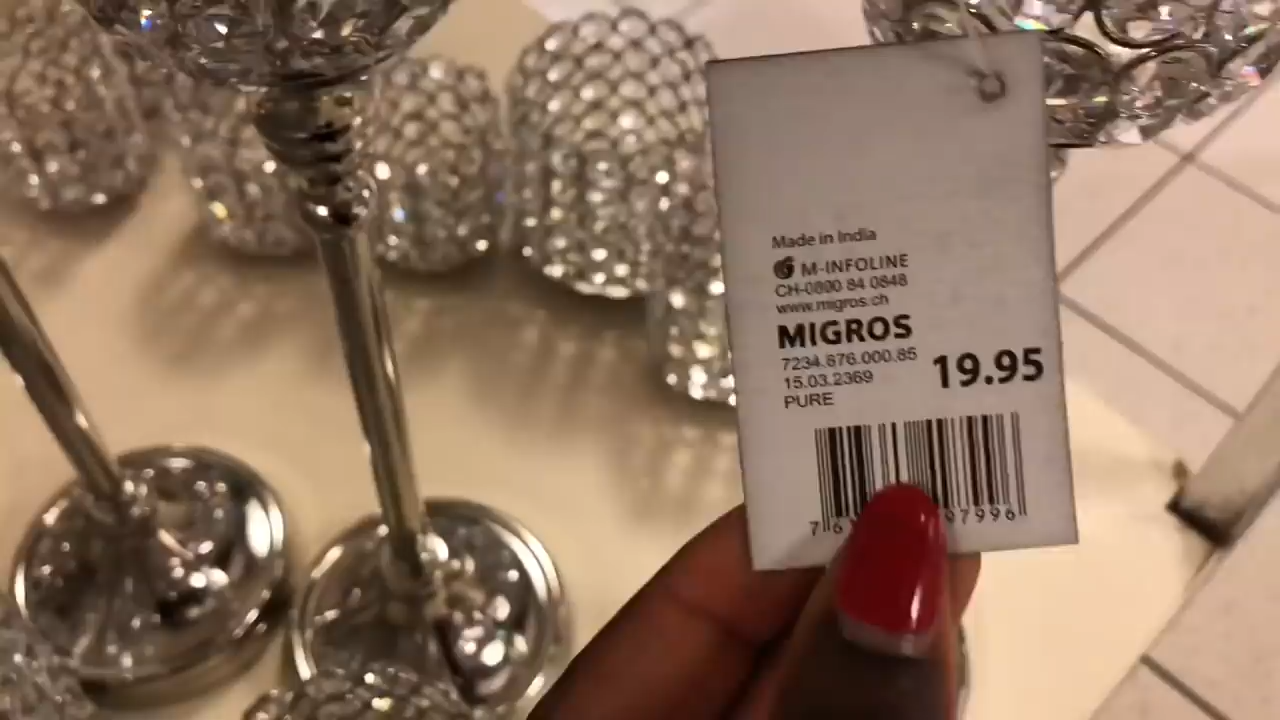 Made in India
M-INFOLINE
CH-0800 84 0848
www.migros.ch
MIGROS
7234.676.000.85
15.03.2369
19.95
PURE
97996